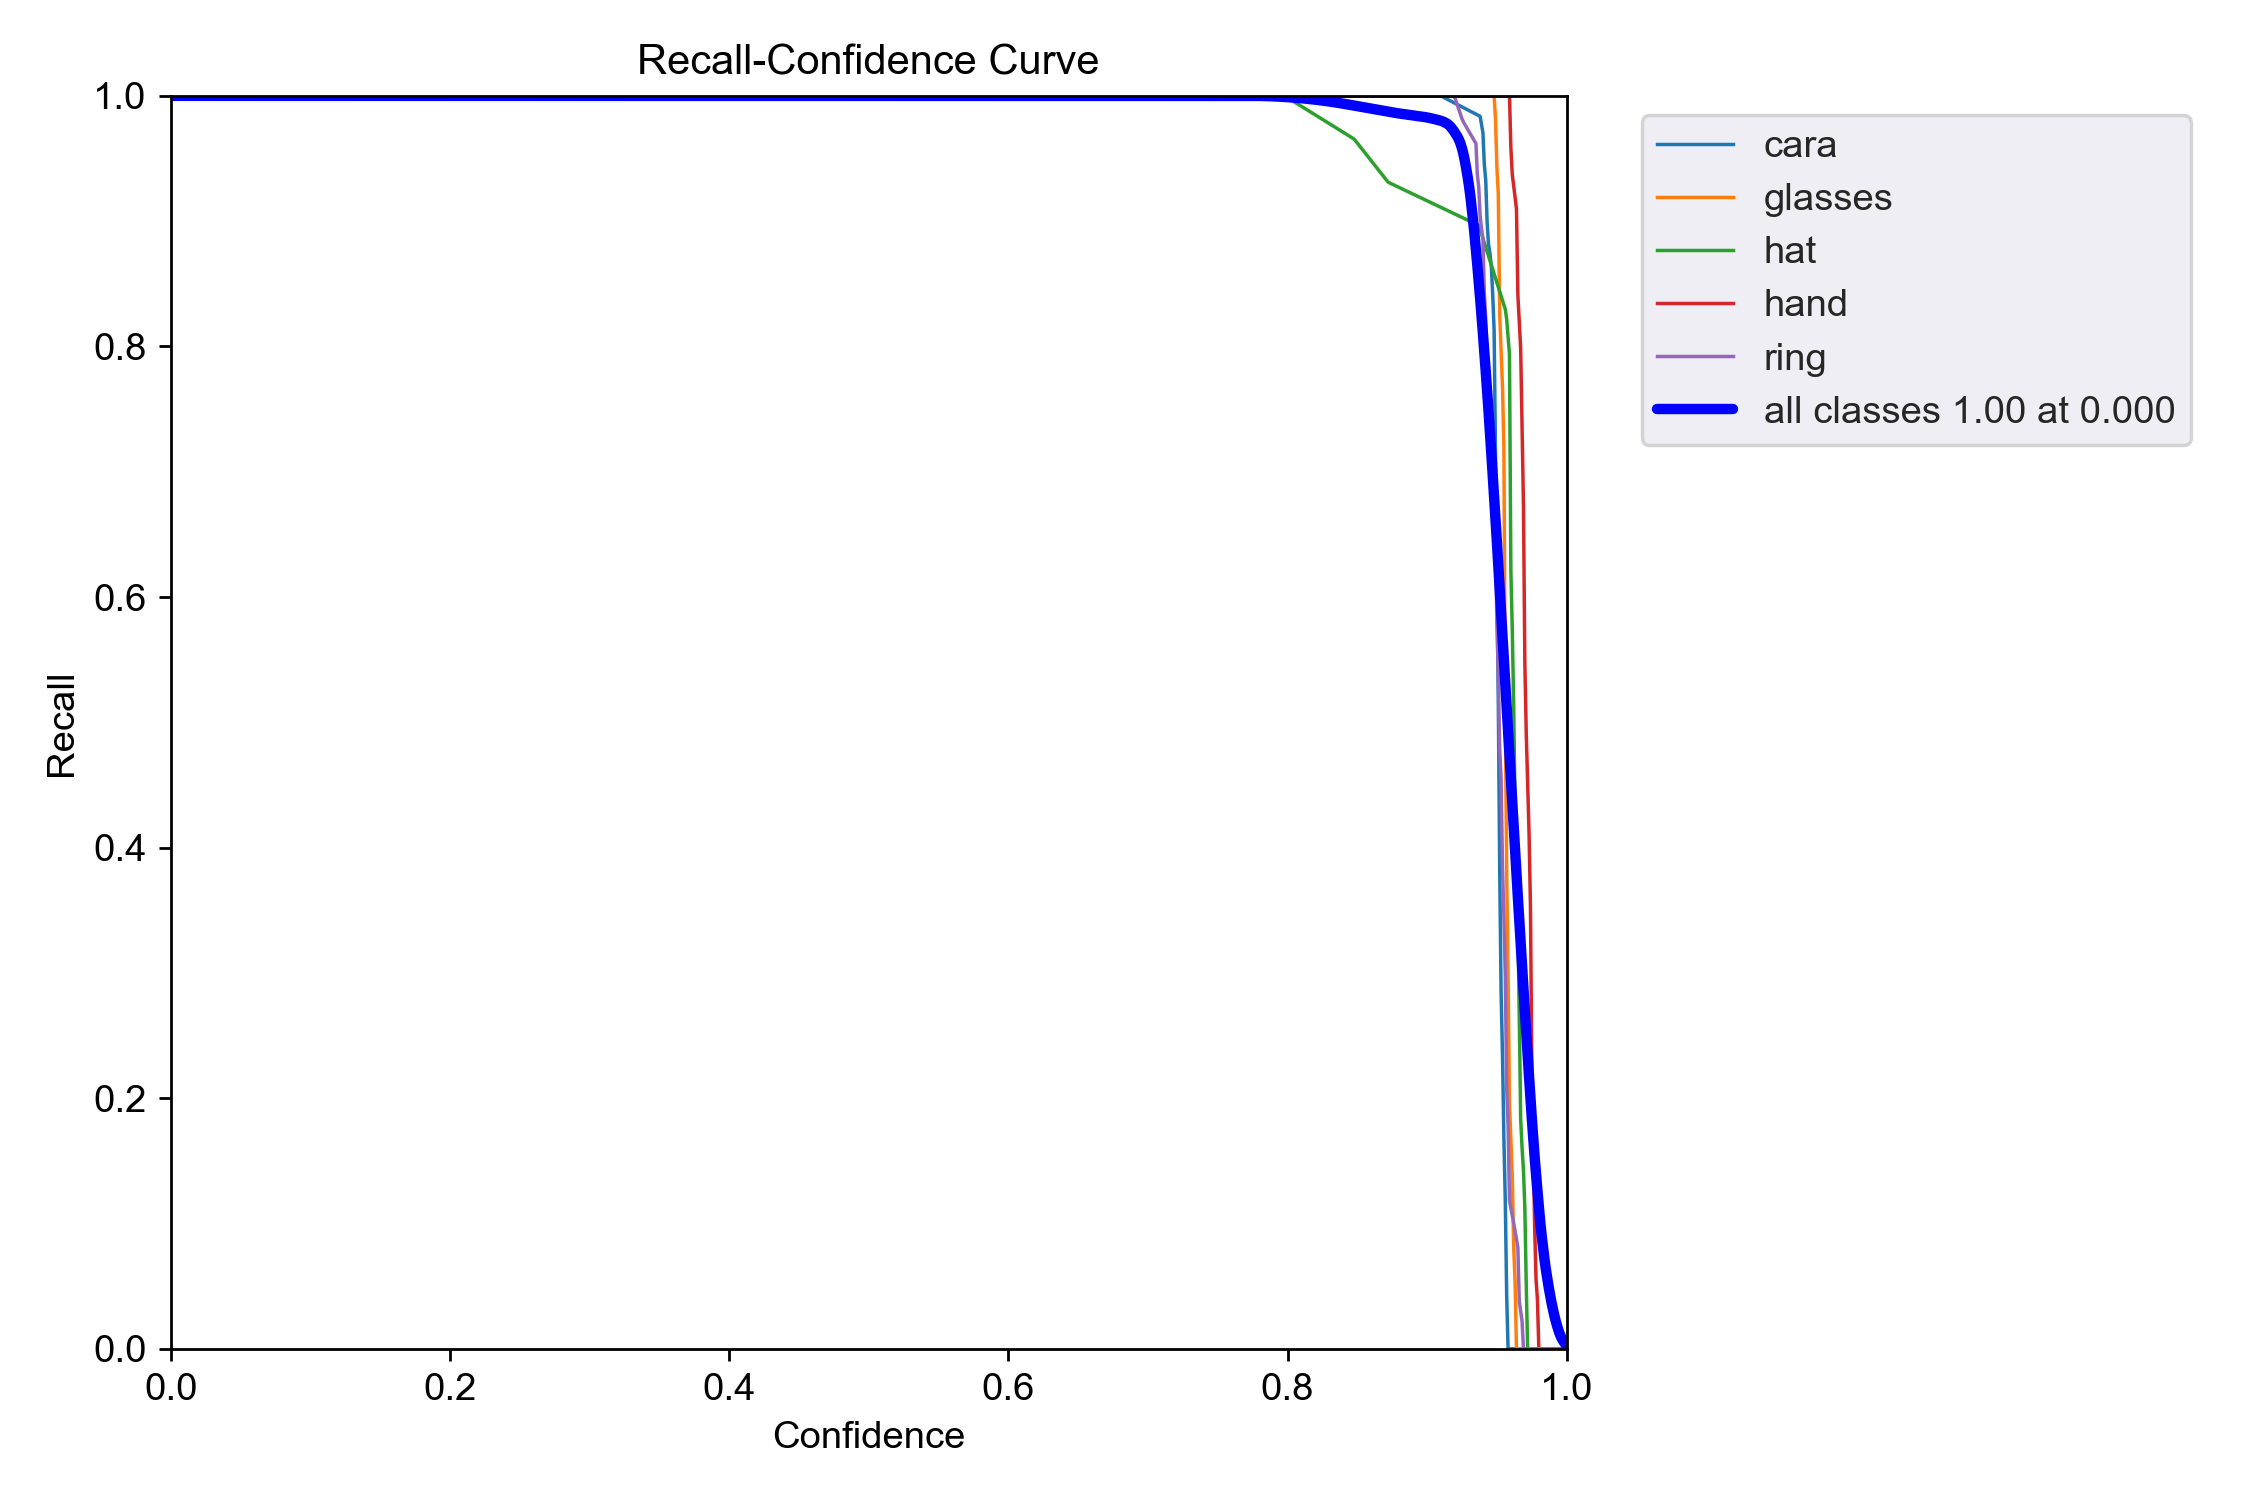 Recall-Confidence Curve
1.0
0.8
0.6
0.4
0.2
0.0
Recall
0.0 0.2 0.4 0.6 0.8 1.0
Confidence
cara
glasses
hat
hand
ring
all classes 1.00 at 0.000